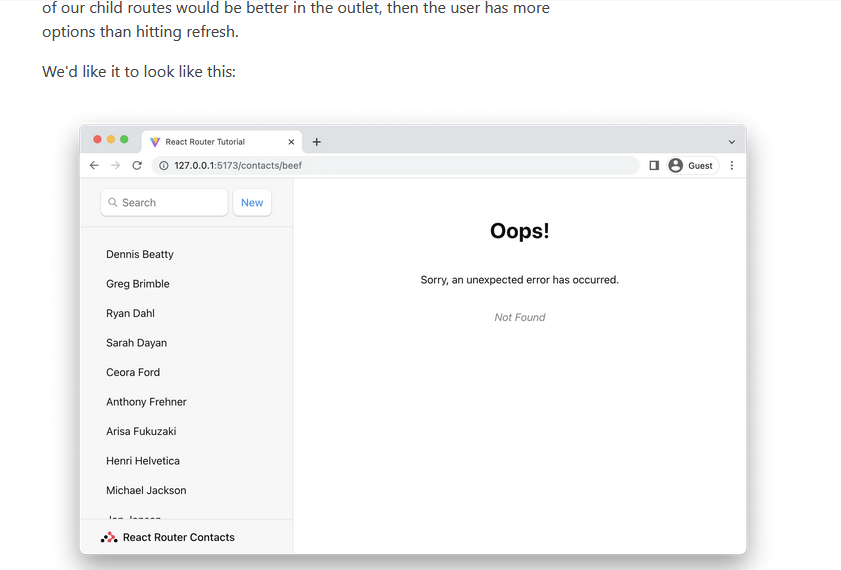 of our child routes would be better in the outlet, then the user has more
options than hitting refresh.
We'd like it to look like this:
React Router Tutorial
127.0.0.1:5173/contacts/beef
Guest
Search
New
Oops!
Sorry, an unexpected error has occurred.
Not Found
Dennis Beatty
Greg Brimble
Ryan Dahl
Sarah Dayan
Ceora Ford
Anthony Frehner
Arisa Fukuzaki
Henri Helvetica
Michael Jackson
React Router Contacts